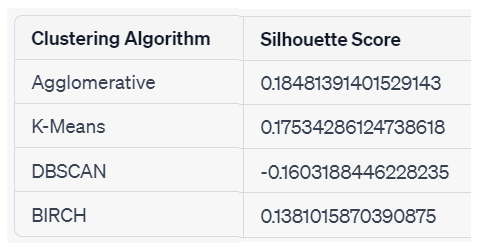 Clustering Algorithm Silhouette Score
Agglomerative 0.18481391401529143
K-Means 0.17534286124738618
DBSCAN -0.1603188446228235
BIRCH 0.1381015870390875